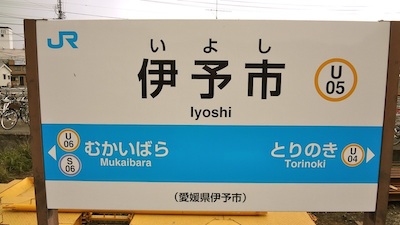 JR
いよし
伊予市
Iyoshi
U
05
U
06
むかいばら
Mukaibara
S
06
とりのき
Torinoki
U
04
(愛媛県伊予市)